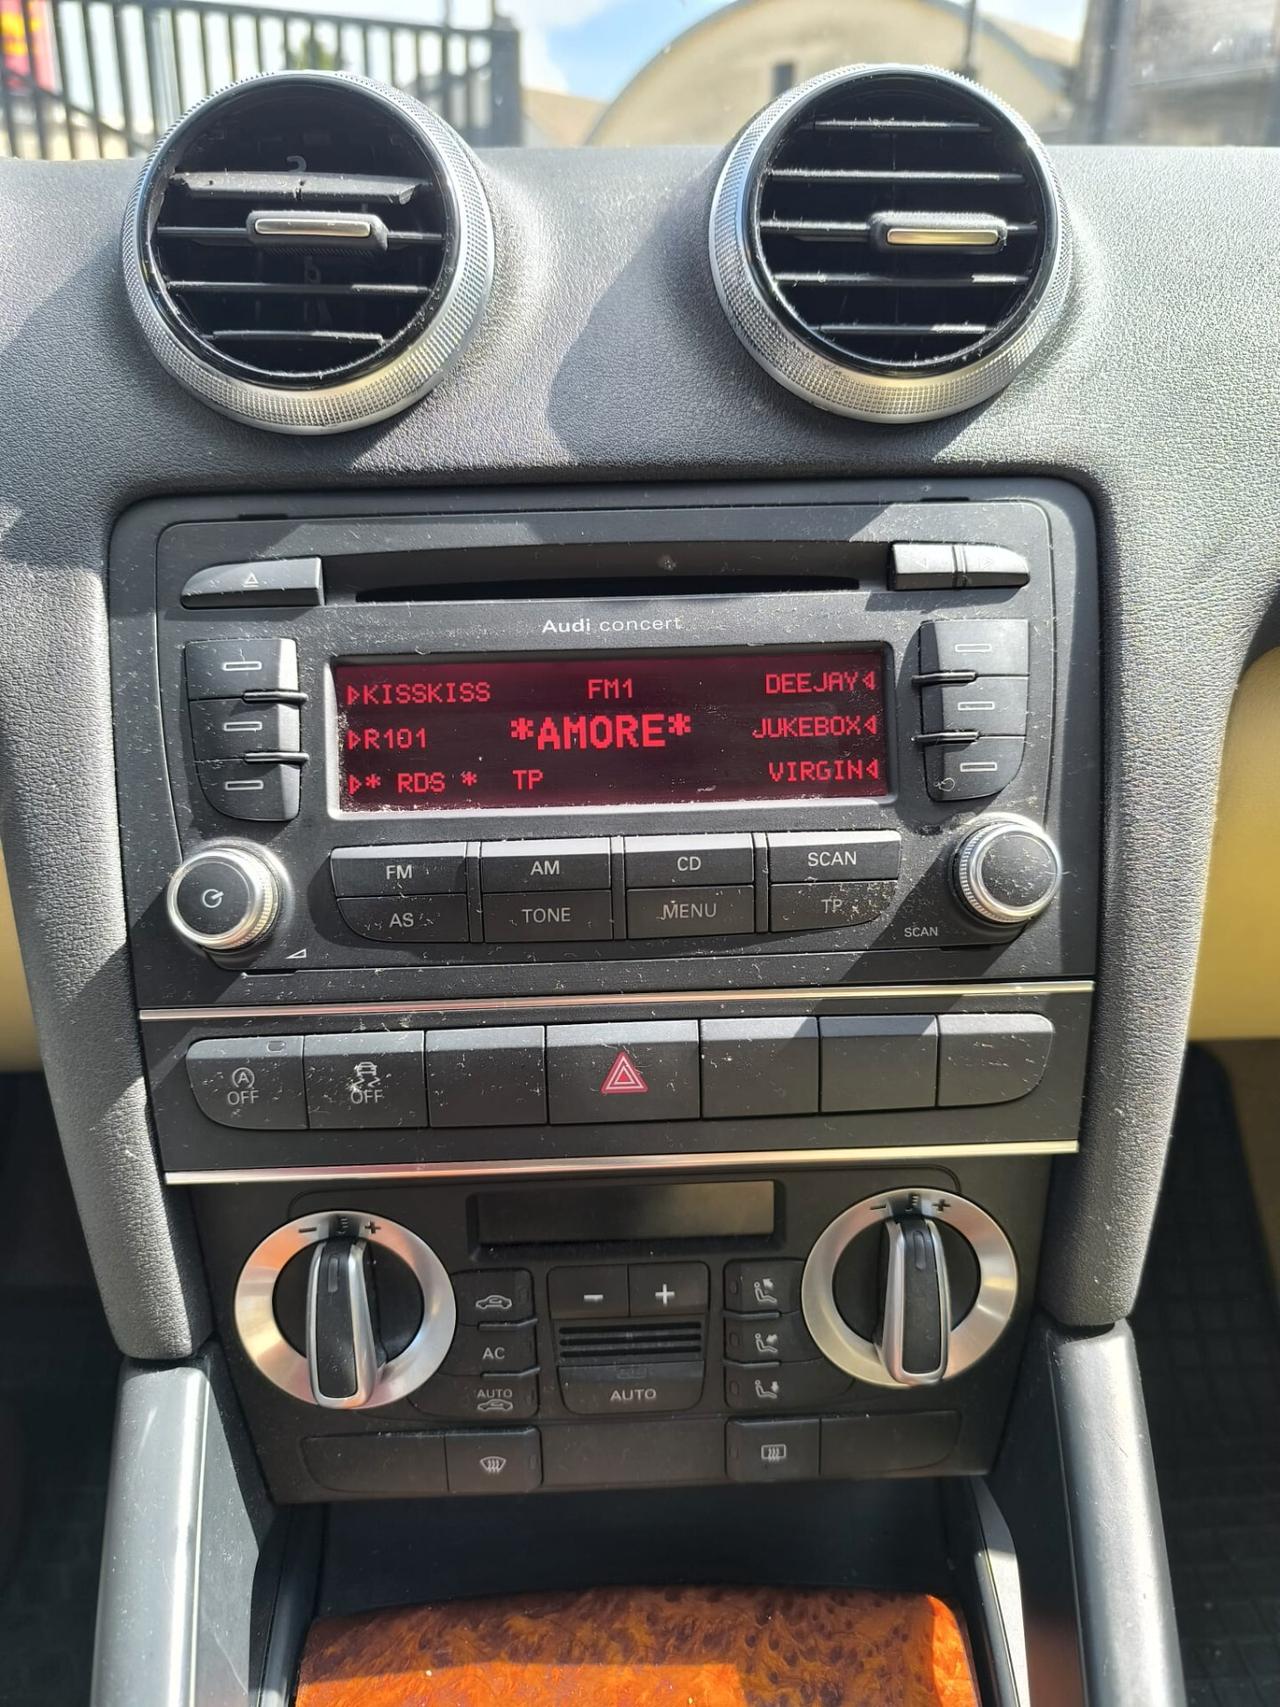 Audi concert
▷KISSKISS FM1 DEEJAY◁
▷R101 *AMORE* JUKEBOX◁
▷* RDS * TP VIRGIN◁
FM AM CD SCAN
AS TONE MENU TP
SCAN
A
OFF OFF
- +
- +
- +
AC
AUTO AUTO